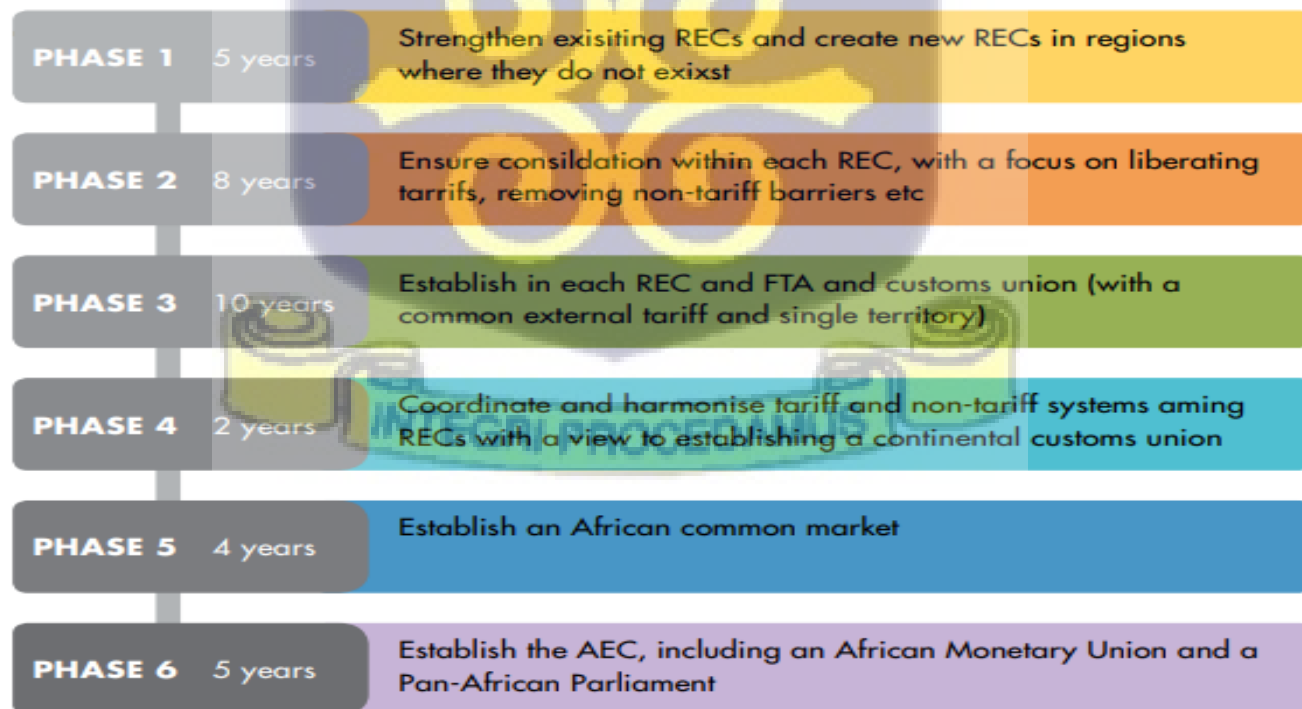 PHASE 1 5 years
Strengthen exisiting RECs and create new RECs in regions
where they do not exixst
PHASE 2 8 years
Ensure consildation within each REC, with a focus on liberating
tarrifs, removing non-tariff barriers etc
PHASE 3 10 years
Establish in each REC and FTA and customs union (with a
common external tariff and single territory)
PHASE 4 2 years
Coordinate and harmonise tariff and non-tariff systems aming
RECs with a view to establishing a continental customs union
INTEGRI PROCEDAMUS
PHASE 5 4 years
Establish an African common market
PHASE 6 5 years
Establish the AEC, including an African Monetary Union and a
Pan-African Parliament